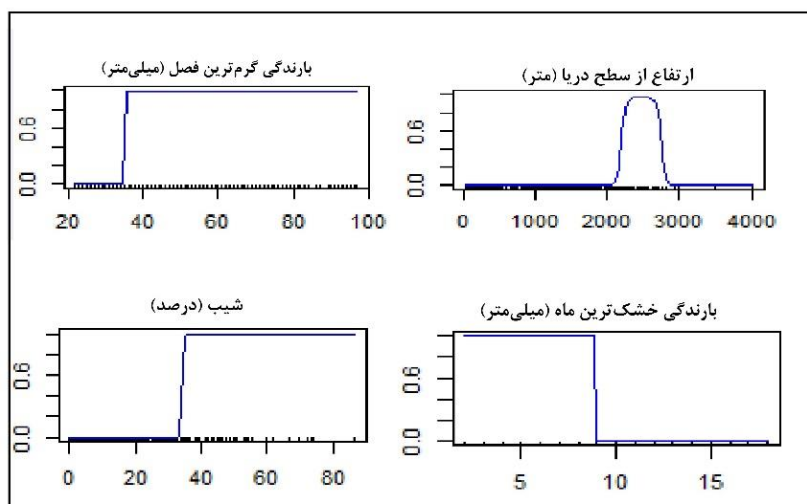 بارندگی گرم‌ترین فصل (میلی‌متر)
0.6
0.0
20 40 60 80 100
ارتفاع از سطح دریا (متر)
0.6
0.0
0 1000 2000 3000 4000
شیب (درصد)
0.6
0.0
0 20 40 60 80
بارندگی خشک‌ترین ماه (میلی‌متر)
0.6
0.0
5 10 15